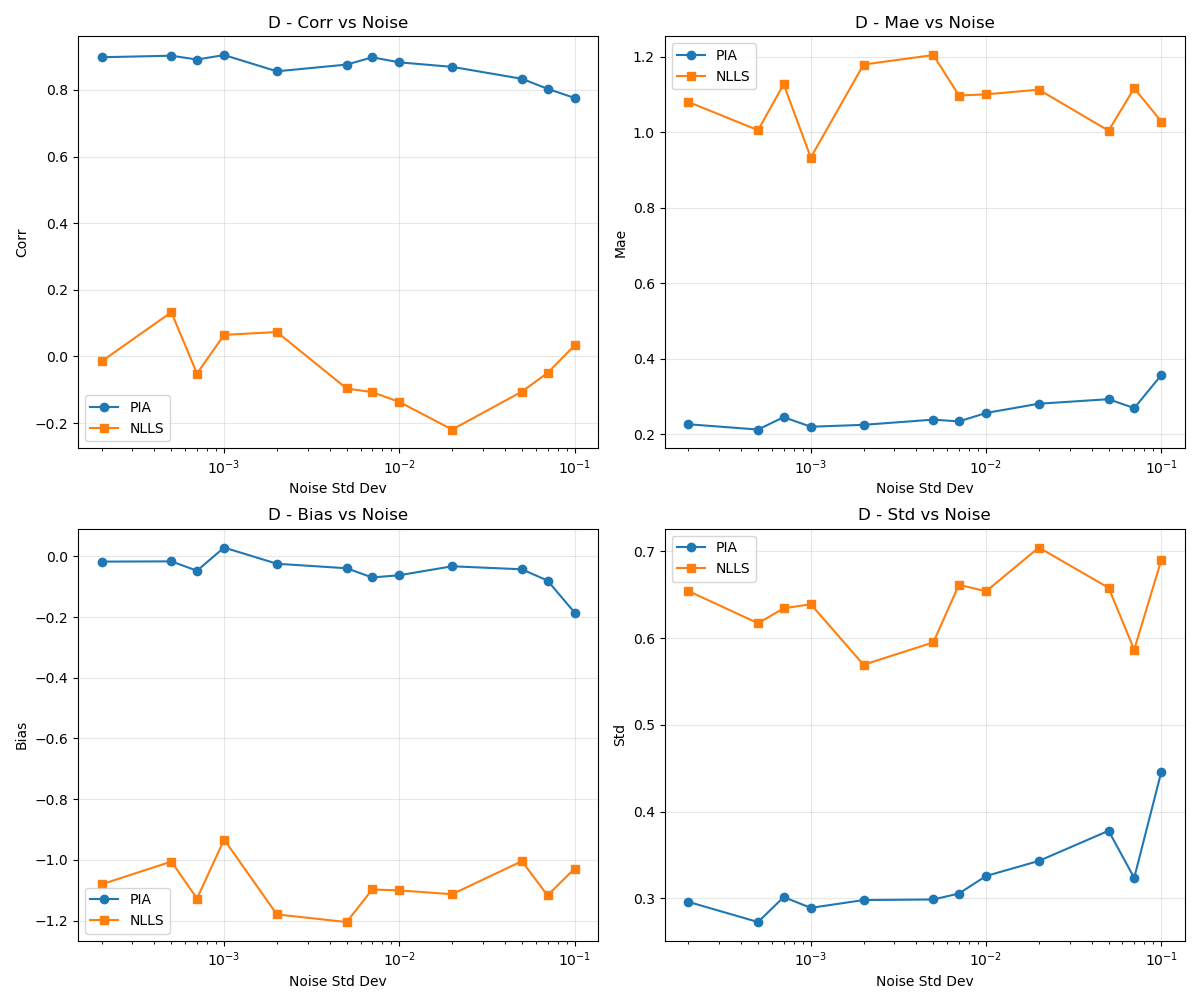 D - Corr vs Noise
Corr
0.8
0.6
0.4
0.2
0.0
−0.2
PIA
NLLS
10⁻³
10⁻²
10⁻¹
Noise Std Dev
D - Mae vs Noise
PIA
NLLS
Mae
1.2
1.0
0.8
0.6
0.4
0.2
10⁻³
10⁻²
10⁻¹
Noise Std Dev
D - Bias vs Noise
Bias
0.0
−0.2
−0.4
−0.6
−0.8
−1.0
−1.2
PIA
NLLS
10⁻³
10⁻²
10⁻¹
Noise Std Dev
D - Std vs Noise
PIA
NLLS
Std
0.7
0.6
0.5
0.4
0.3
10⁻³
10⁻²
10⁻¹
Noise Std Dev